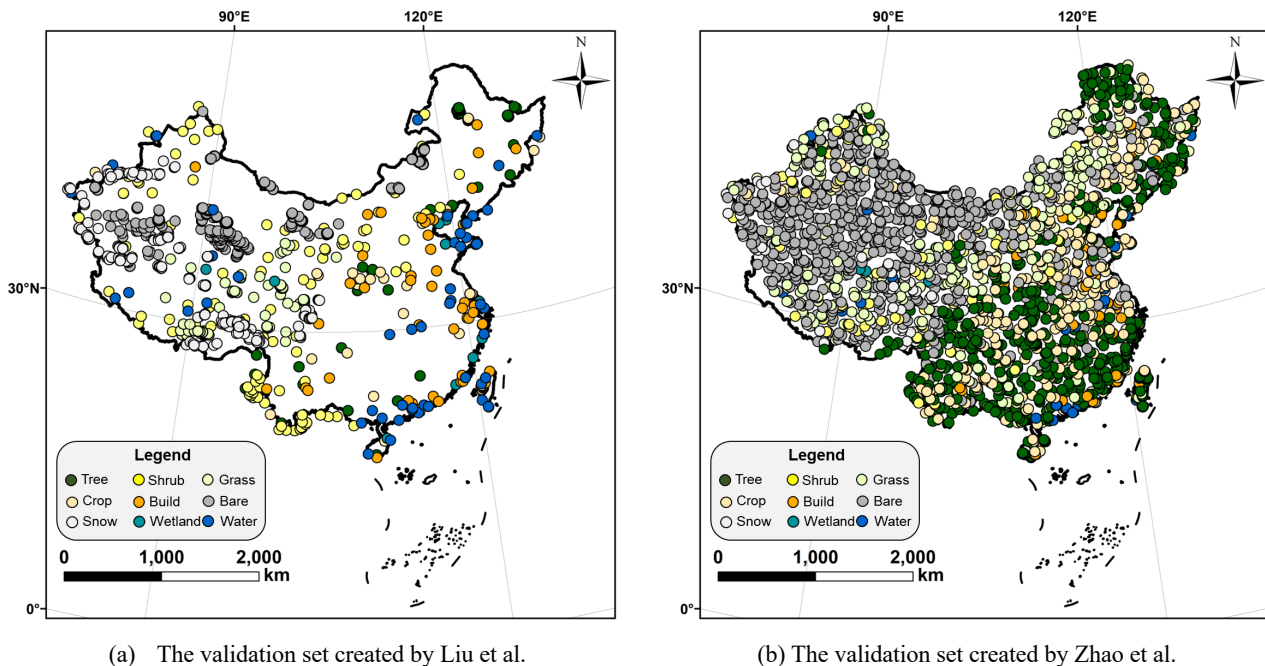 90°E 120°E
N
30°N
Legend
Tree Shrub Grass
Crop Build Bare
Snow Wetland Water
0 1,000 2,000
km
0°
(a) The validation set created by Liu et al.
90°E 120°E
N
30°N
Legend
Tree Shrub Grass
Crop Build Bare
Snow Wetland Water
0 1,000 2,000
km
0°
(b) The validation set created by Zhao et al.